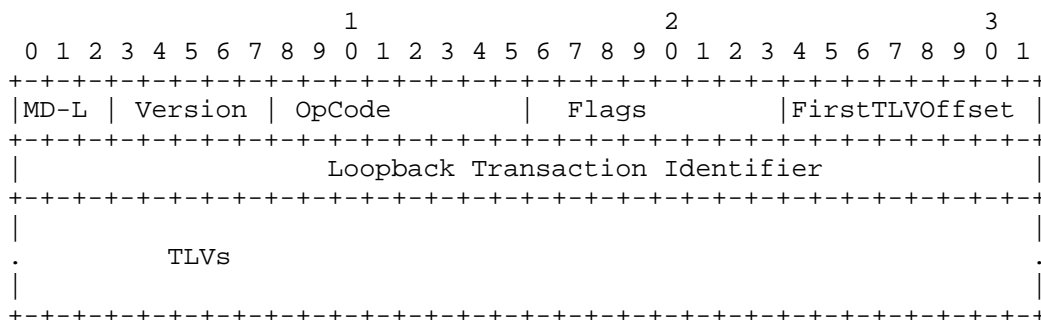 1                   2                   3
 0 1 2 3 4 5 6 7 8 9 0 1 2 3 4 5 6 7 8 9 0 1 2 3 4 5 6 7 8 9 0 1
+-+-+-+-+-+-+-+-+-+-+-+-+-+-+-+-+-+-+-+-+-+-+-+-+-+-+-+-+-+-+-+-+
|MD-L | Version | OpCode        |  Flags        |FirstTLVOffset |
+-+-+-+-+-+-+-+-+-+-+-+-+-+-+-+-+-+-+-+-+-+-+-+-+-+-+-+-+-+-+-+-+
|                   Loopback Transaction Identifier             |
+-+-+-+-+-+-+-+-+-+-+-+-+-+-+-+-+-+-+-+-+-+-+-+-+-+-+-+-+-+-+-+-+
|                                                               |
.         TLVs                                                  .
|                                                               |
+-+-+-+-+-+-+-+-+-+-+-+-+-+-+-+-+-+-+-+-+-+-+-+-+-+-+-+-+-+-+-+-+